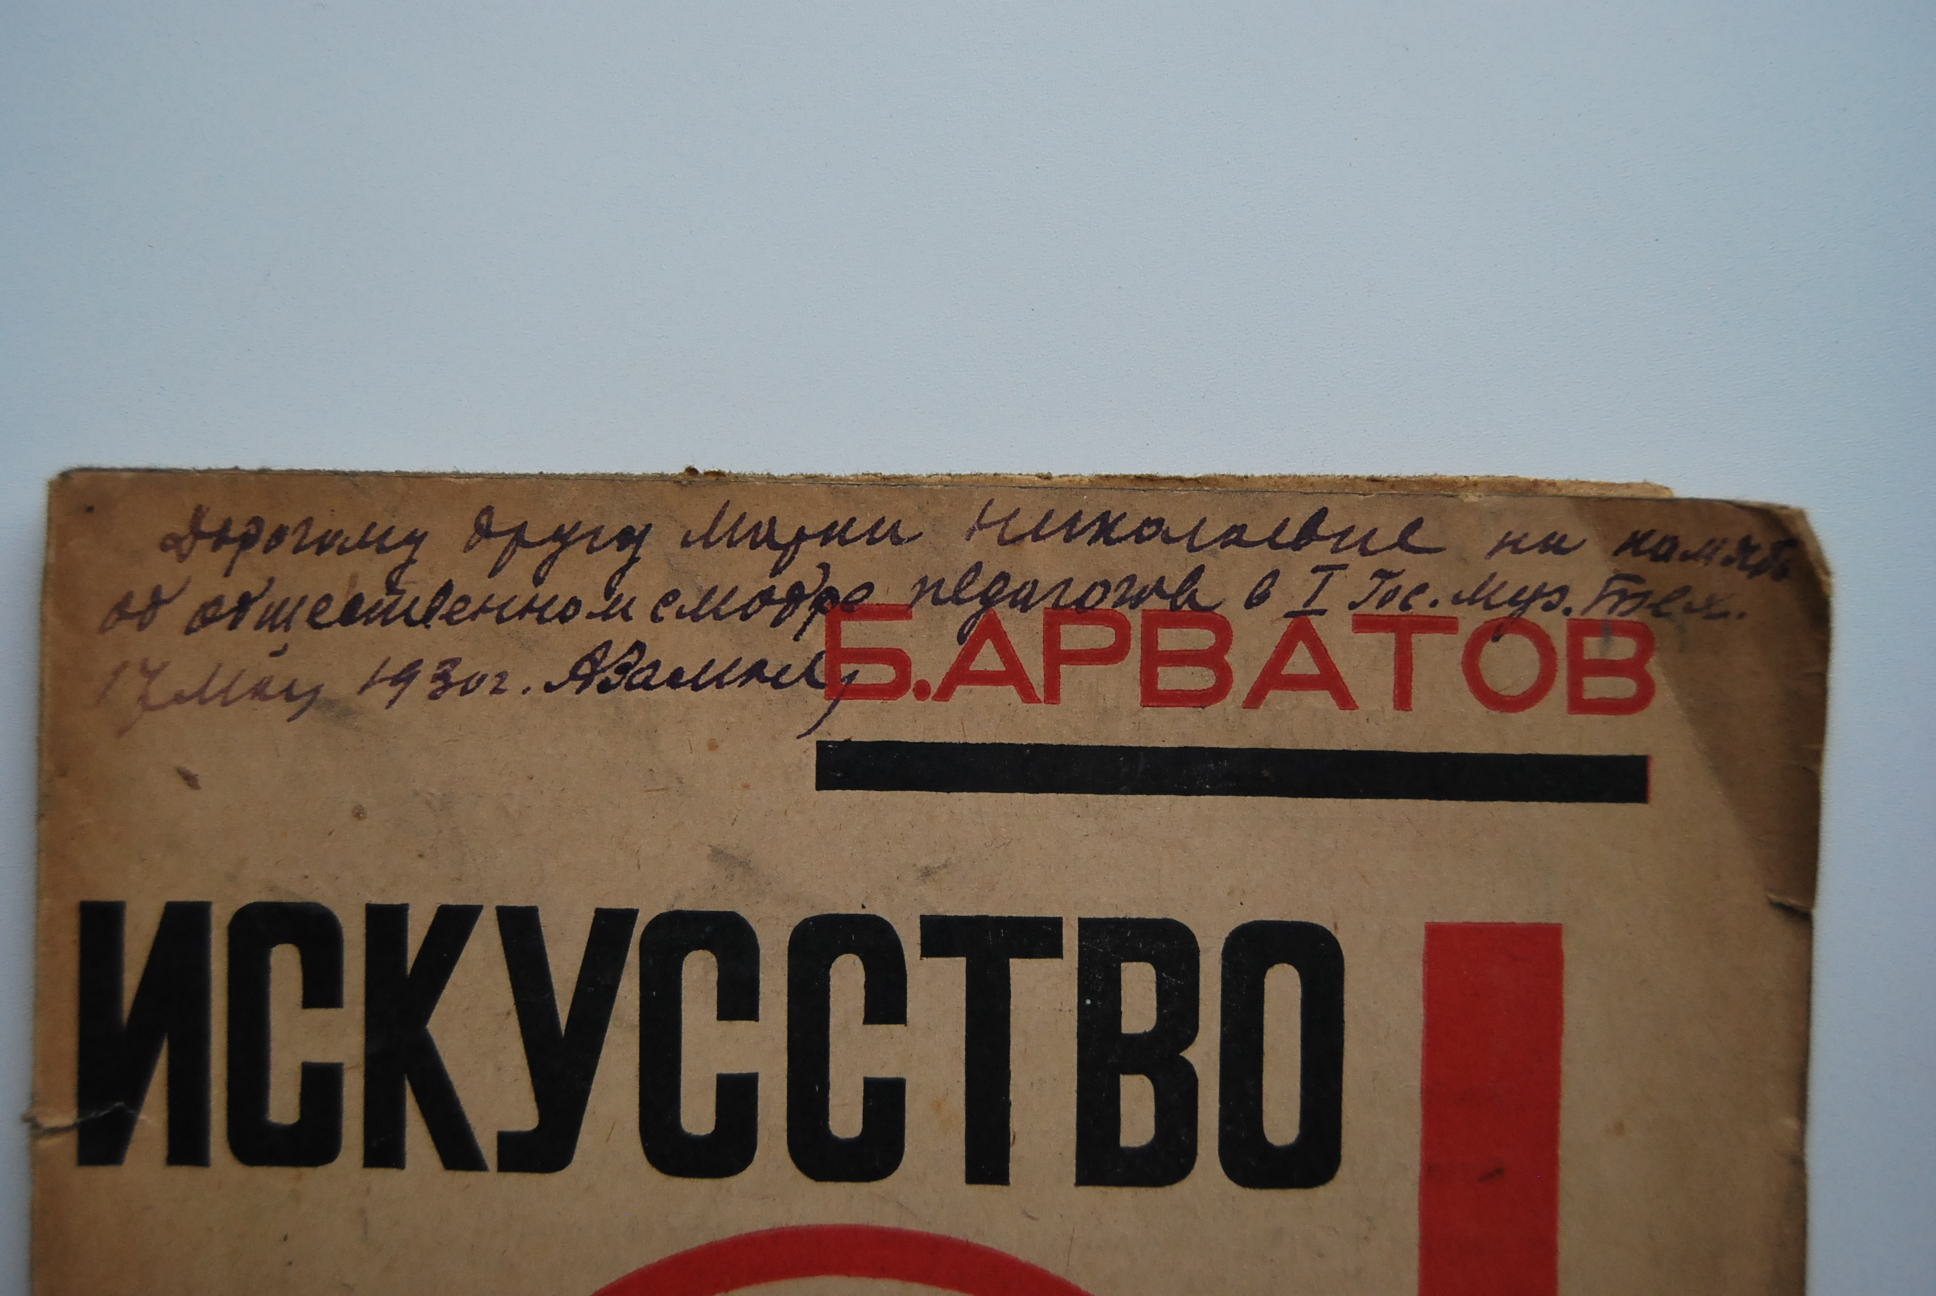 Дорогому другу Марии Николаевне на память
об общественном смотре педагогов в I Гос. Муз. Тех.
17 Мая 1930 г.
Б. АРВАТОВ
ИСКУССТВО